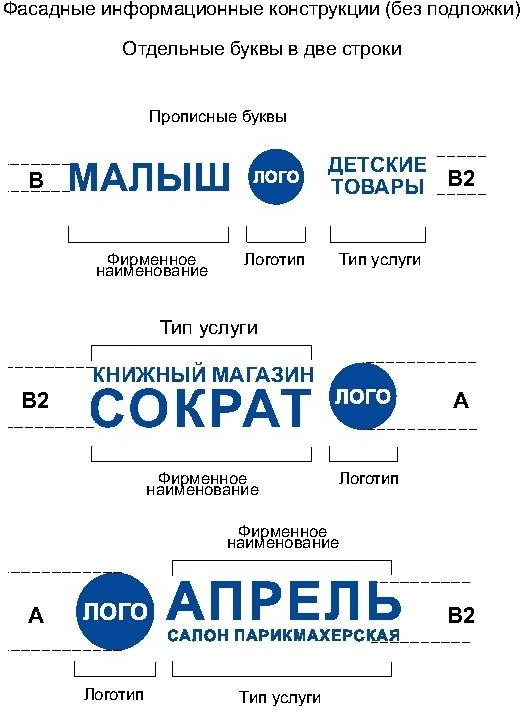 Фасадные информационные конструкции (без подложки)
Отдельные буквы в две строки
Прописные буквы
В МАЛЫШ ЛОГО ДЕТСКИЕ ТОВАРЫ В2
Фирменное наименование
Логотип
Тип услуги
Тип услуги
КНИЖНЫЙ МАГАЗИН
В2 СОКРАТ ЛОГО А
Фирменное наименование
Логотип
Фирменное наименование
А ЛОГО АПРЕЛЬ В2
САЛОН ПАРИКМАХЕРСКАЯ
Логотип
Тип услуги